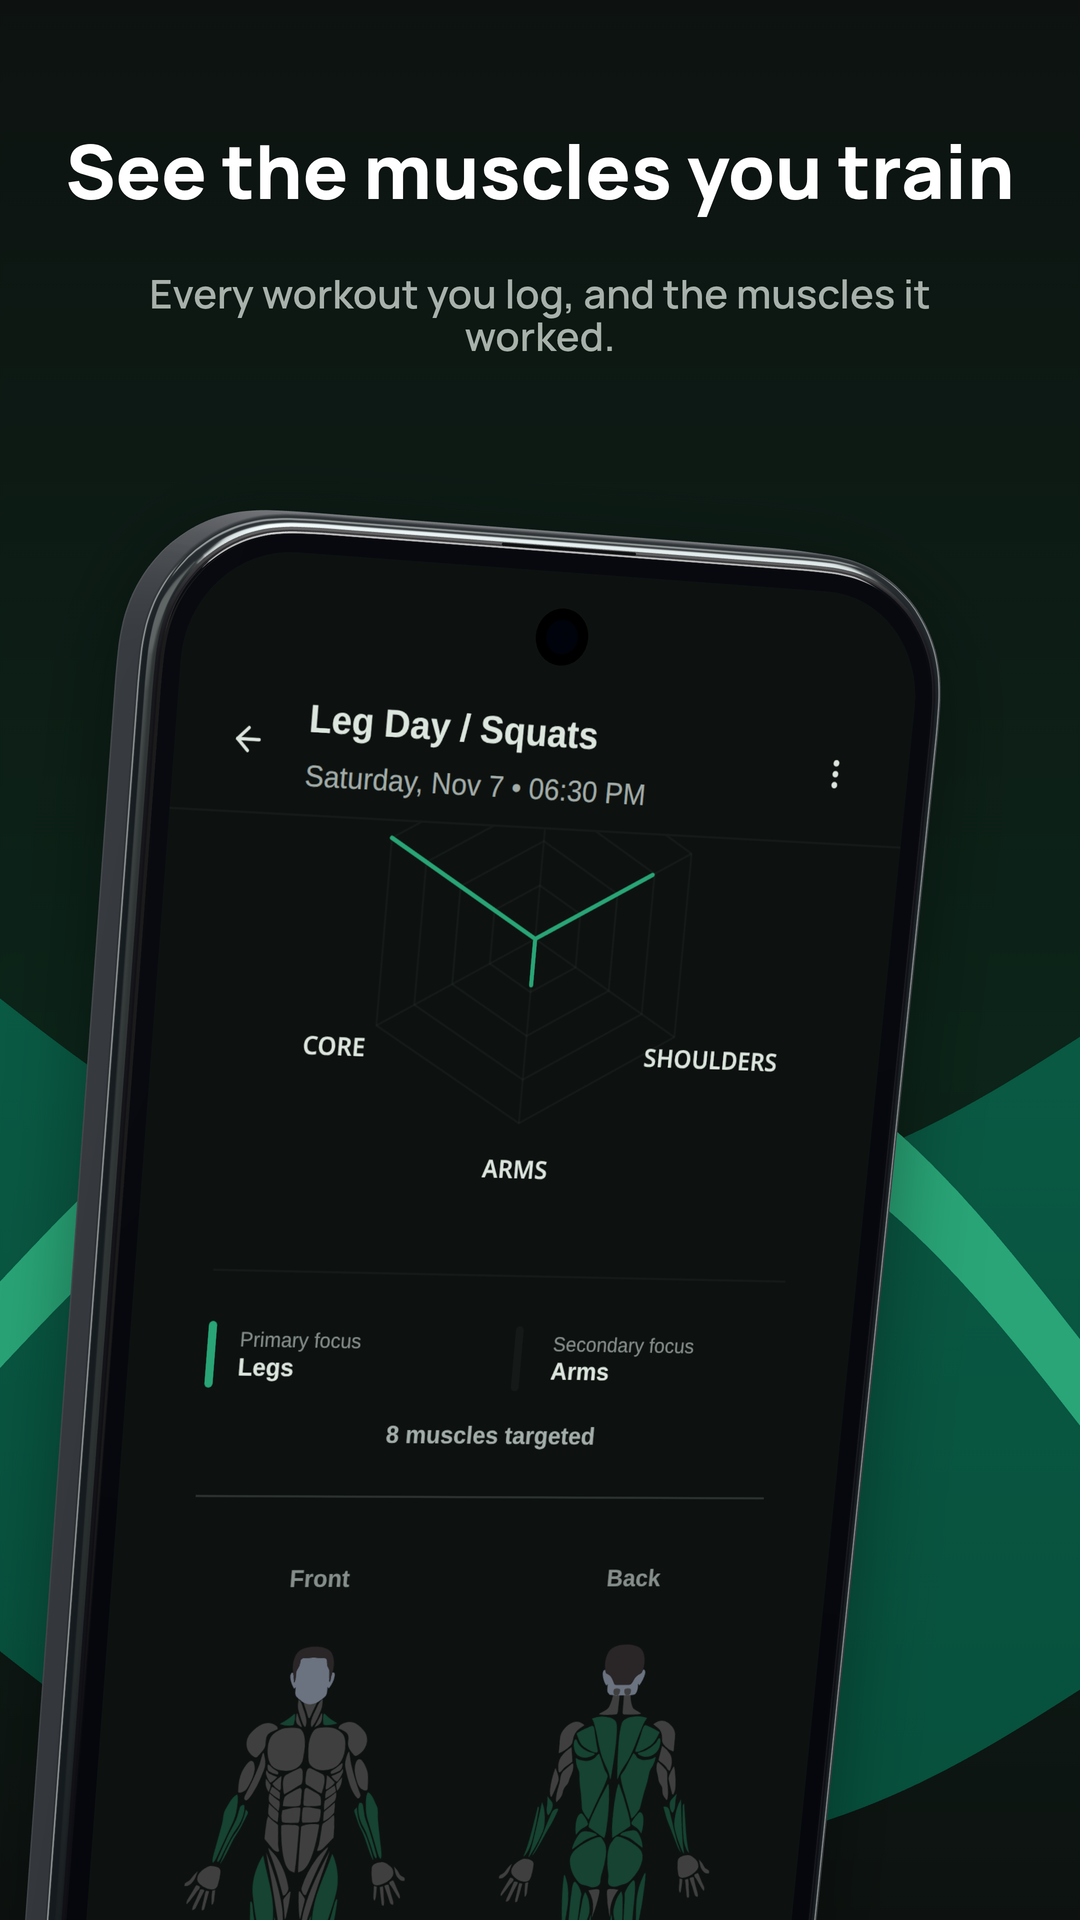 See the muscles you train
Every workout you log, and the muscles it
worked.
Leg Day / Squats
Saturday, Nov 7 • 06:30 PM
CORE
SHOULDERS
ARMS
Primary focus
Legs
Secondary focus
Arms
8 muscles targeted
Front
Back